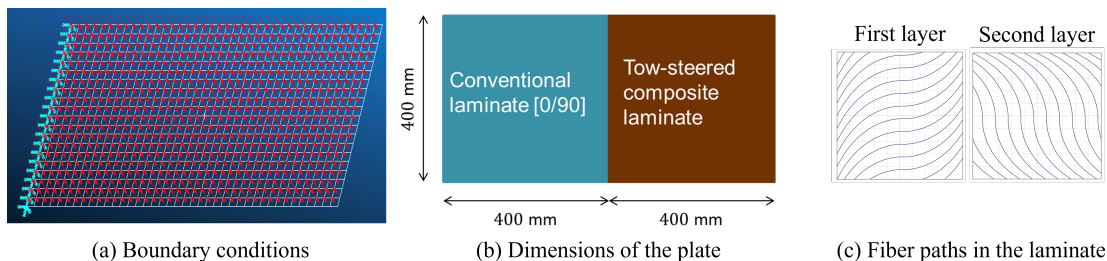 400 mm
Conventional
laminate [0/90]
Tow-steered
composite
laminate
400 mm
400 mm
First layer
Second layer
(a) Boundary conditions
(b) Dimensions of the plate
(c) Fiber paths in the laminate